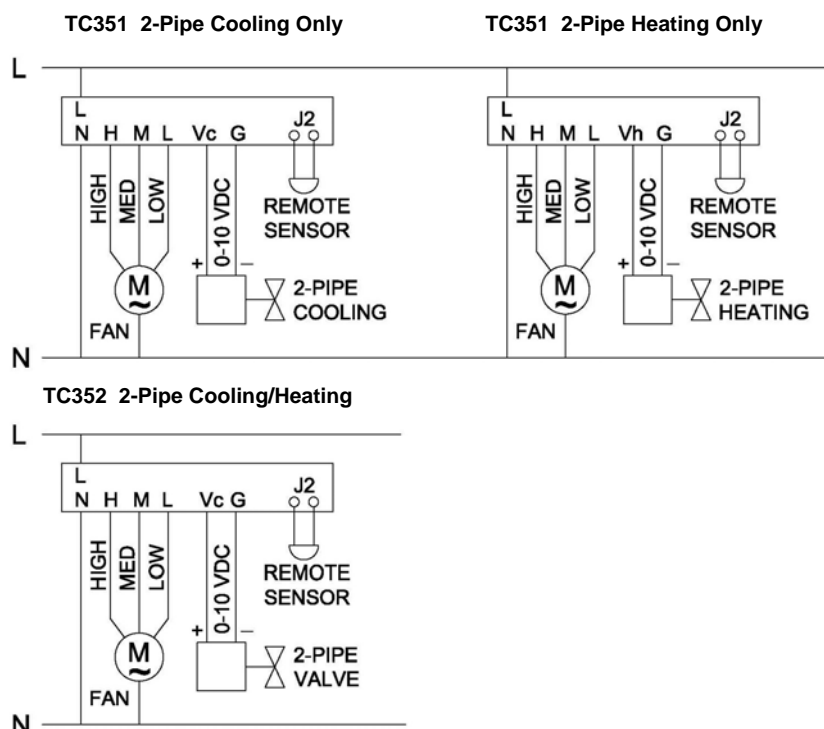 TC351 2-Pipe Cooling Only
TC351 2-Pipe Heating Only
L
L
N H M L Vc G J2
HIGH
MED
LOW
0-10 VDC
REMOTE
SENSOR
+ –
M
~
2-PIPE
COOLING
FAN
L
N H M L Vh G J2
HIGH
MED
LOW
0-10 VDC
REMOTE
SENSOR
+ –
M
~
2-PIPE
HEATING
FAN
N
TC352 2-Pipe Cooling/Heating
L
L
N H M L Vc G J2
HIGH
MED
LOW
0-10 VDC
REMOTE
SENSOR
+ –
M
~
2-PIPE
VALVE
FAN
N